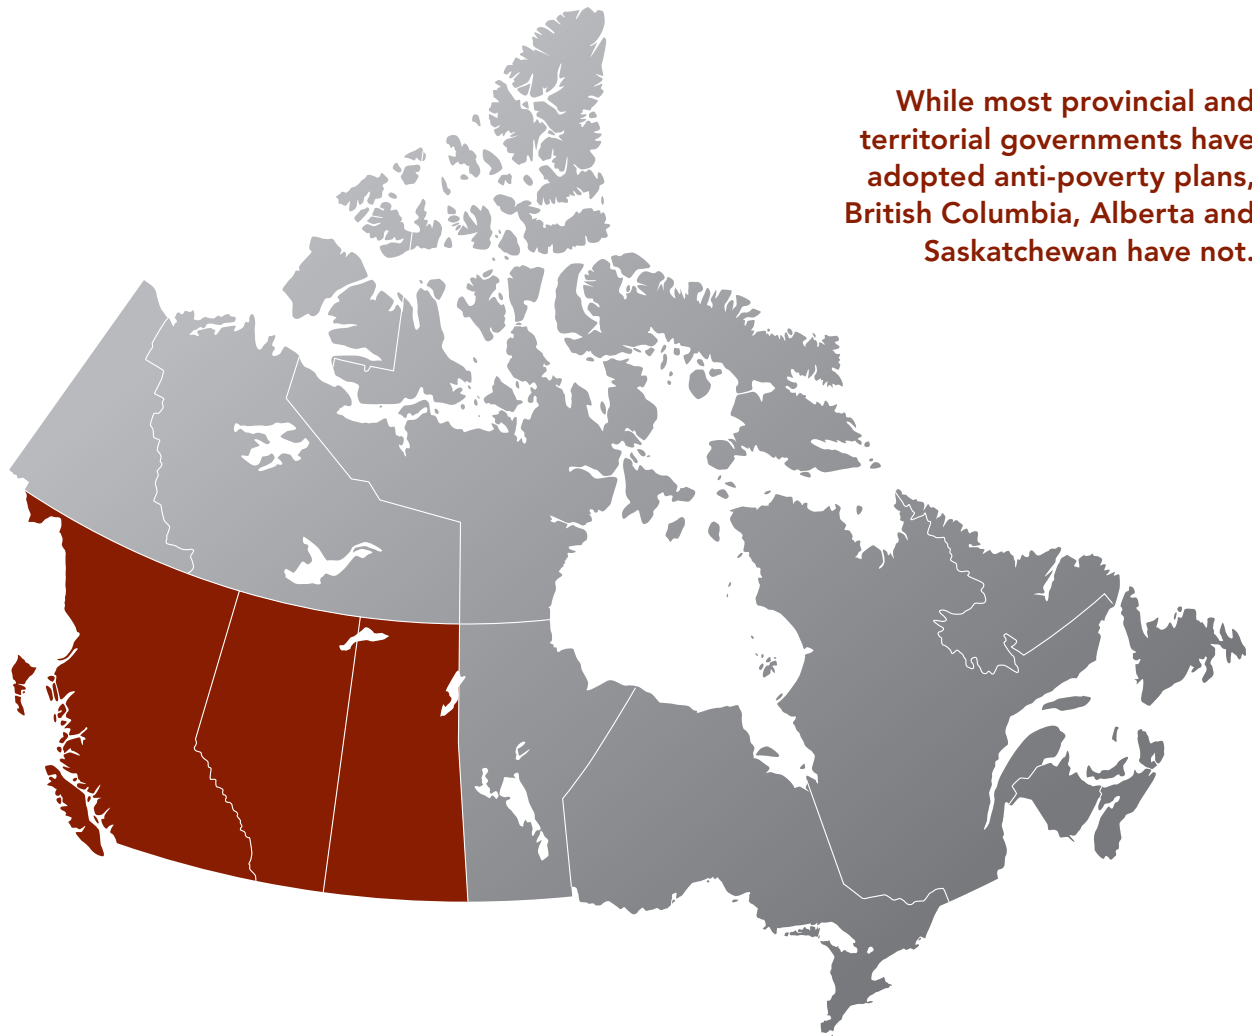 While most provincial and
territorial governments have
adopted anti-poverty plans,
British Columbia, Alberta and
Saskatchewan have not.